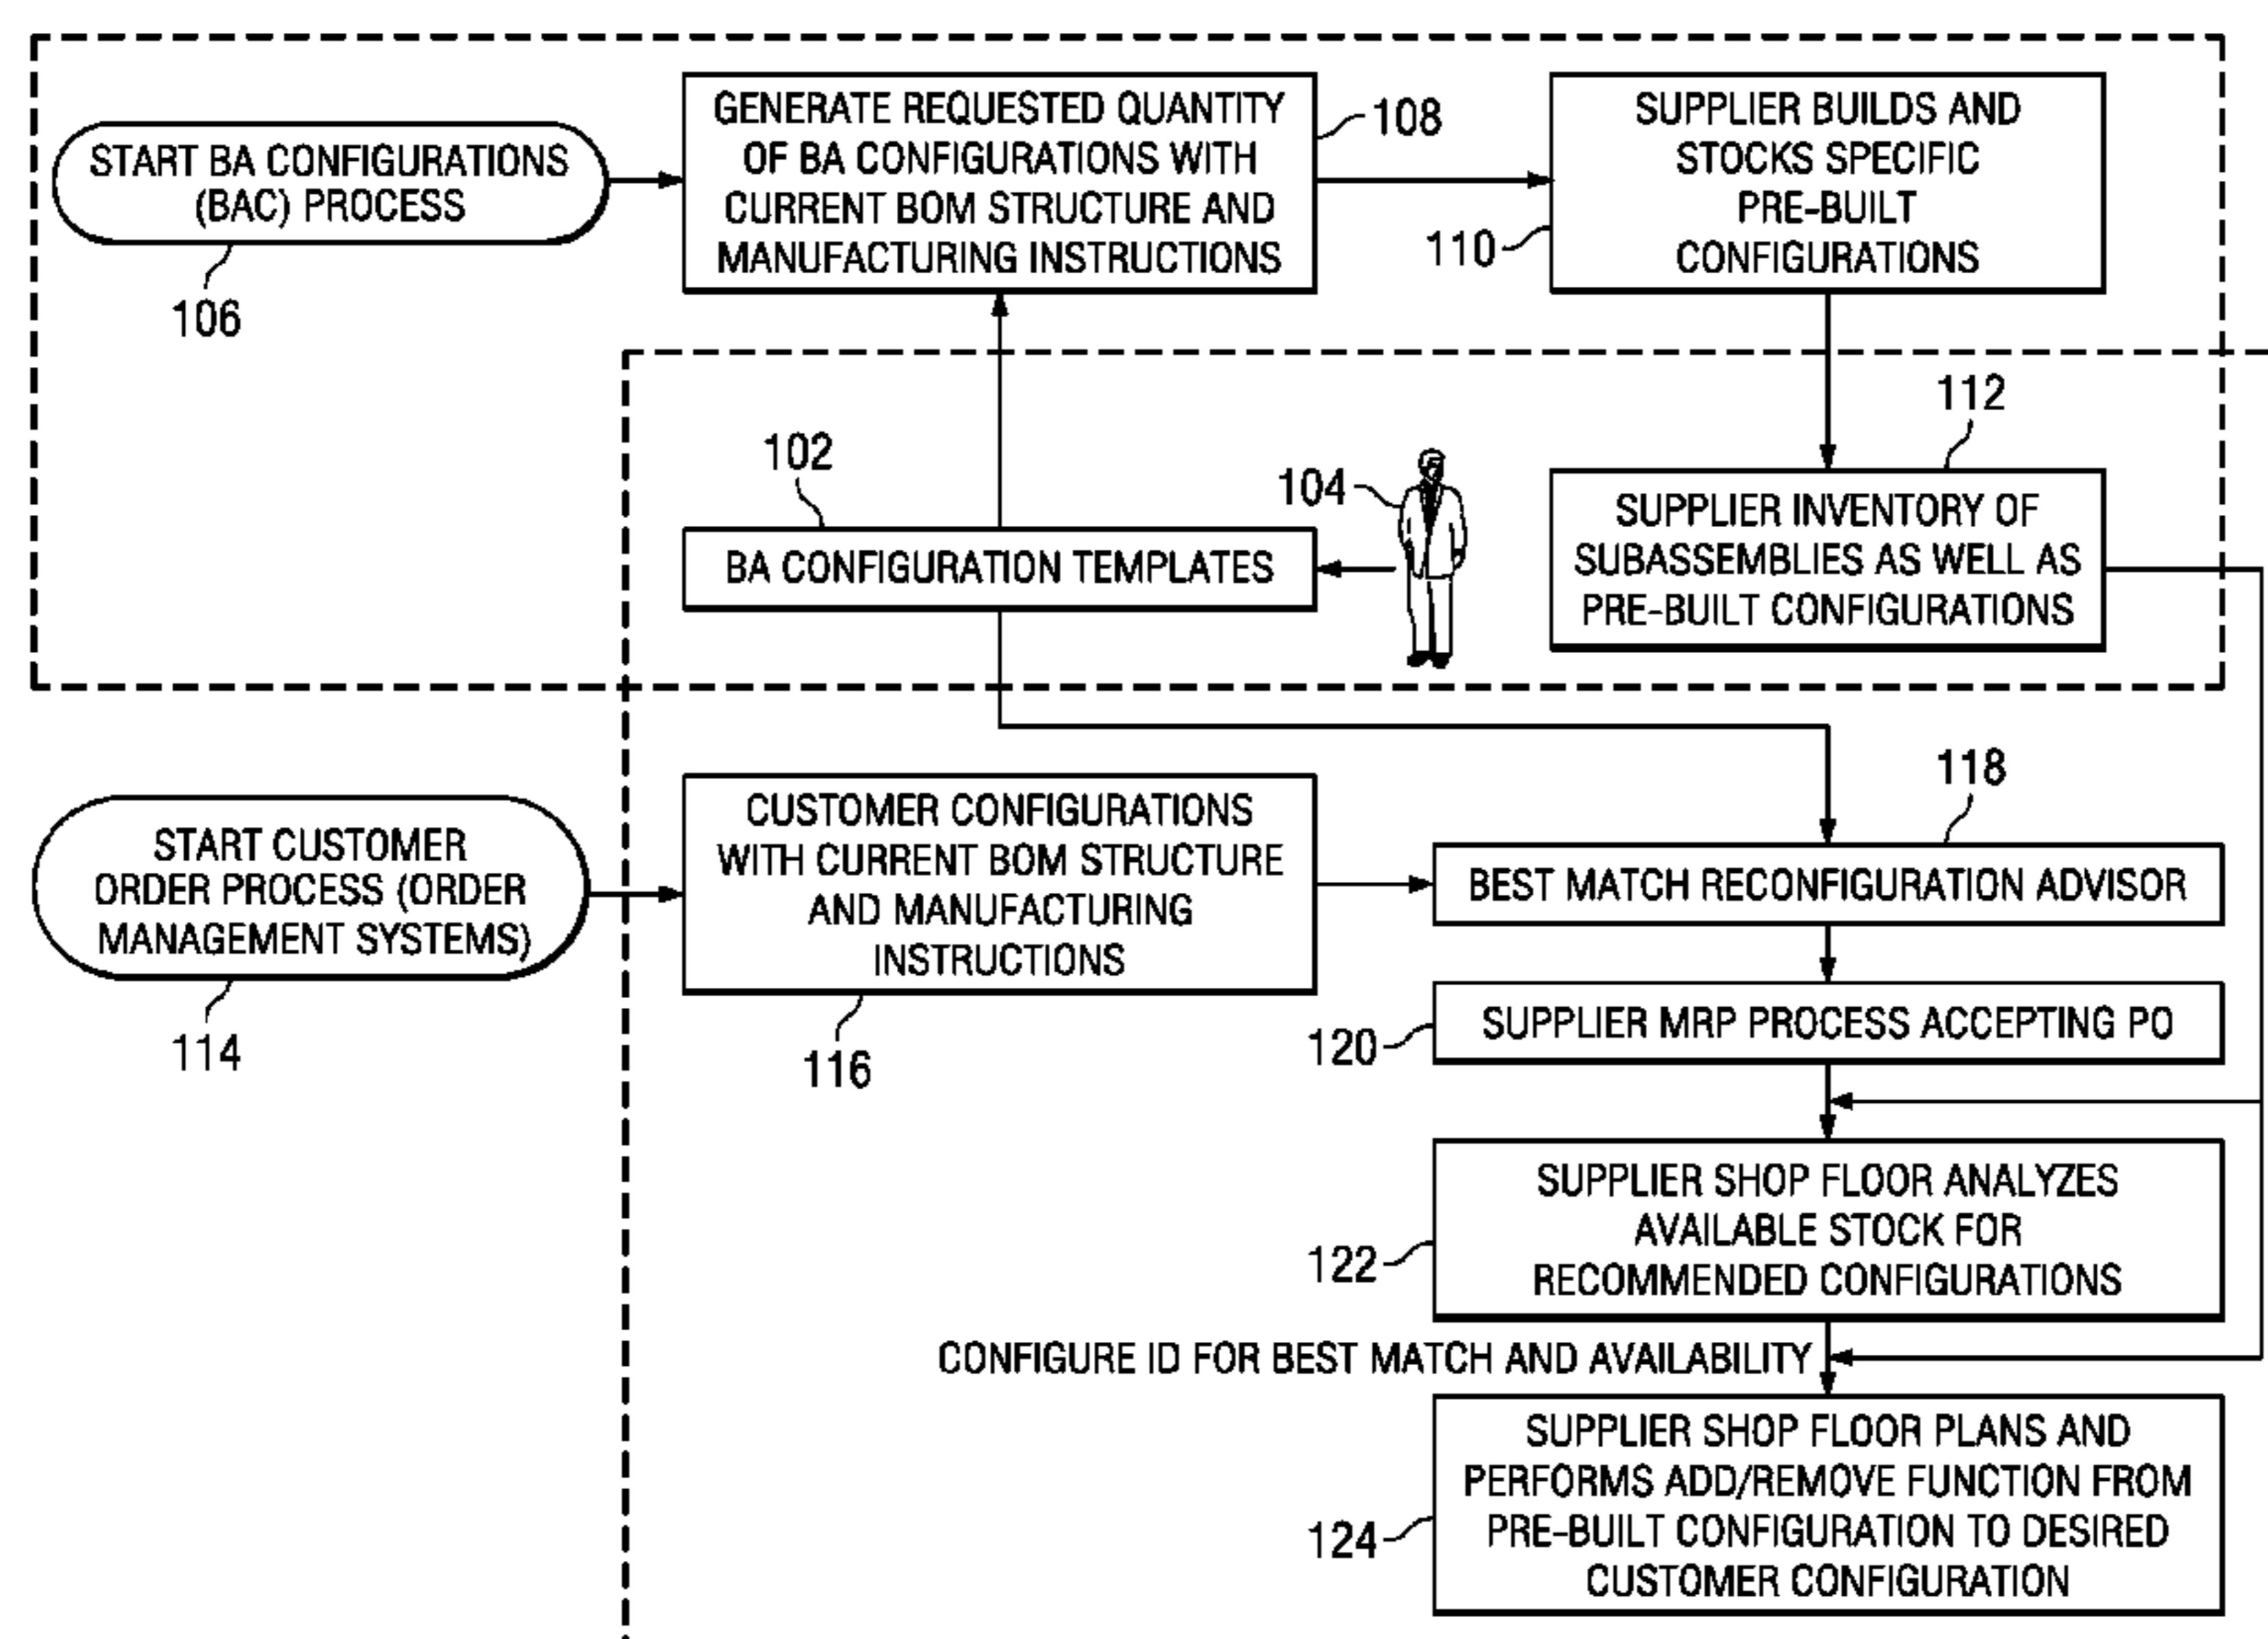 START BA CONFIGURATIONS
(BAC) PROCESS
106
GENERATE REQUESTED QUANTITY
OF BA CONFIGURATIONS WITH
CURRENT BOM STRUCTURE AND
MANUFACTURING INSTRUCTIONS
108
SUPPLIER BUILDS AND
STOCKS SPECIFIC
PRE-BUILT
CONFIGURATIONS
110
112
102
104
BA CONFIGURATION TEMPLATES
SUPPLIER INVENTORY OF
SUBASSEMBLIES AS WELL AS
PRE-BUILT CONFIGURATIONS
START CUSTOMER
ORDER PROCESS (ORDER
MANAGEMENT SYSTEMS)
114
CUSTOMER CONFIGURATIONS
WITH CURRENT BOM STRUCTURE
AND MANUFACTURING
INSTRUCTIONS
116
118
BEST MATCH RECONFIGURATION ADVISOR
SUPPLIER MRP PROCESS ACCEPTING PO
120
SUPPLIER SHOP FLOOR ANALYZES
AVAILABLE STOCK FOR
RECOMMENDED CONFIGURATIONS
122
CONFIGURE ID FOR BEST MATCH AND AVAILABILITY
SUPPLIER SHOP FLOOR PLANS AND
PERFORMS ADD/REMOVE FUNCTION FROM
PRE-BUILT CONFIGURATION TO DESIRED
CUSTOMER CONFIGURATION
124